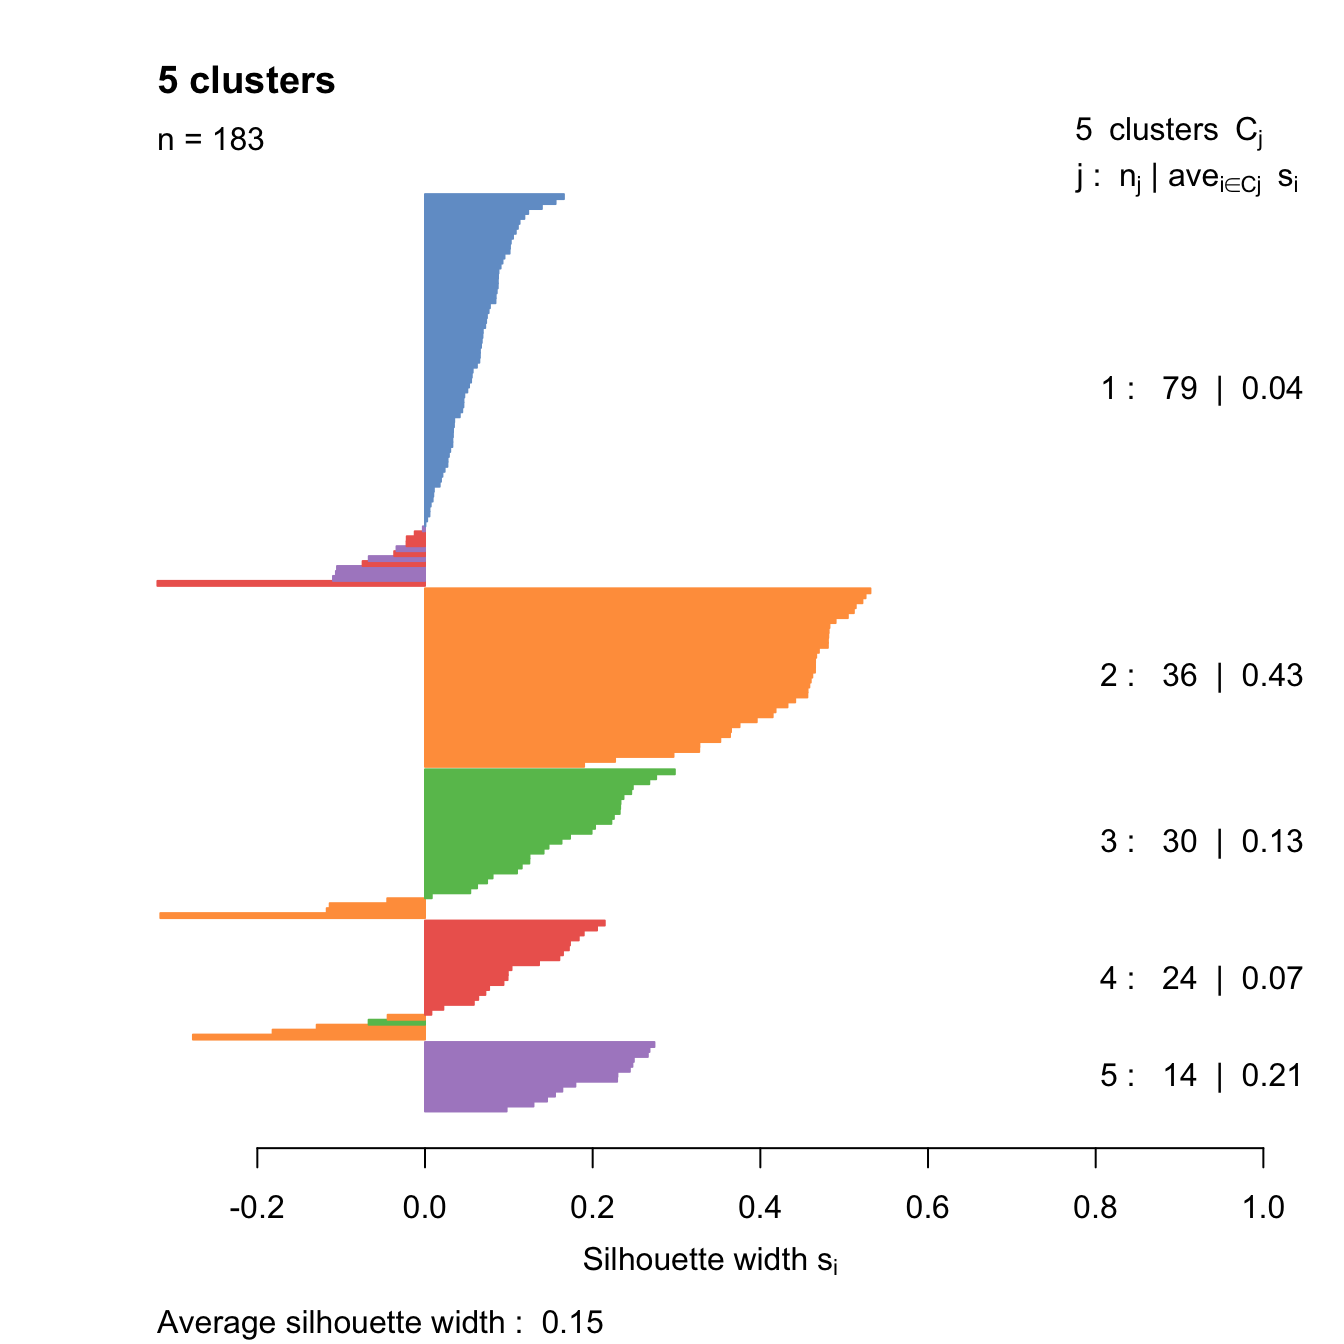 5 clusters
n = 183
5 clusters Cj
j : nj | avei∈Cj si
1 : 79 | 0.04
2 : 36 | 0.43
3 : 30 | 0.13
4 : 24 | 0.07
5 : 14 | 0.21
-0.2 0.0 0.2 0.4 0.6 0.8 1.0
Silhouette width si
Average silhouette width : 0.15